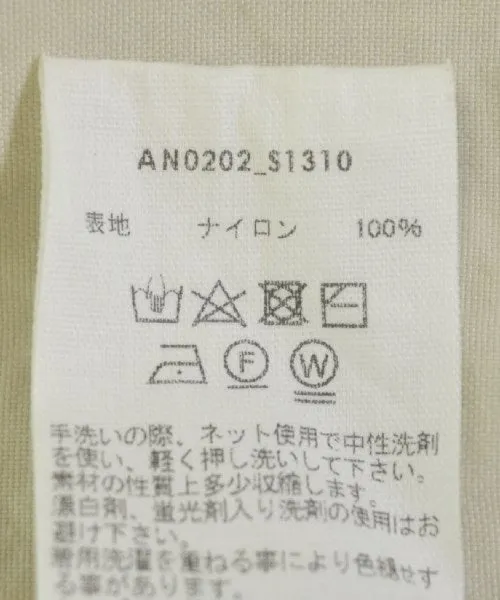 AN0202_S1310
表地 ナイロン 100%
F W
手洗いの際、ネット使用で中性洗剤
を使い、軽く押し洗いして下さい。
素材の性質上多少収縮します。
漂白剤、蛍光剤入り洗剤の使用はお
避け下さい。
着用洗濯を重ねる事により色褪せす
る事があります。